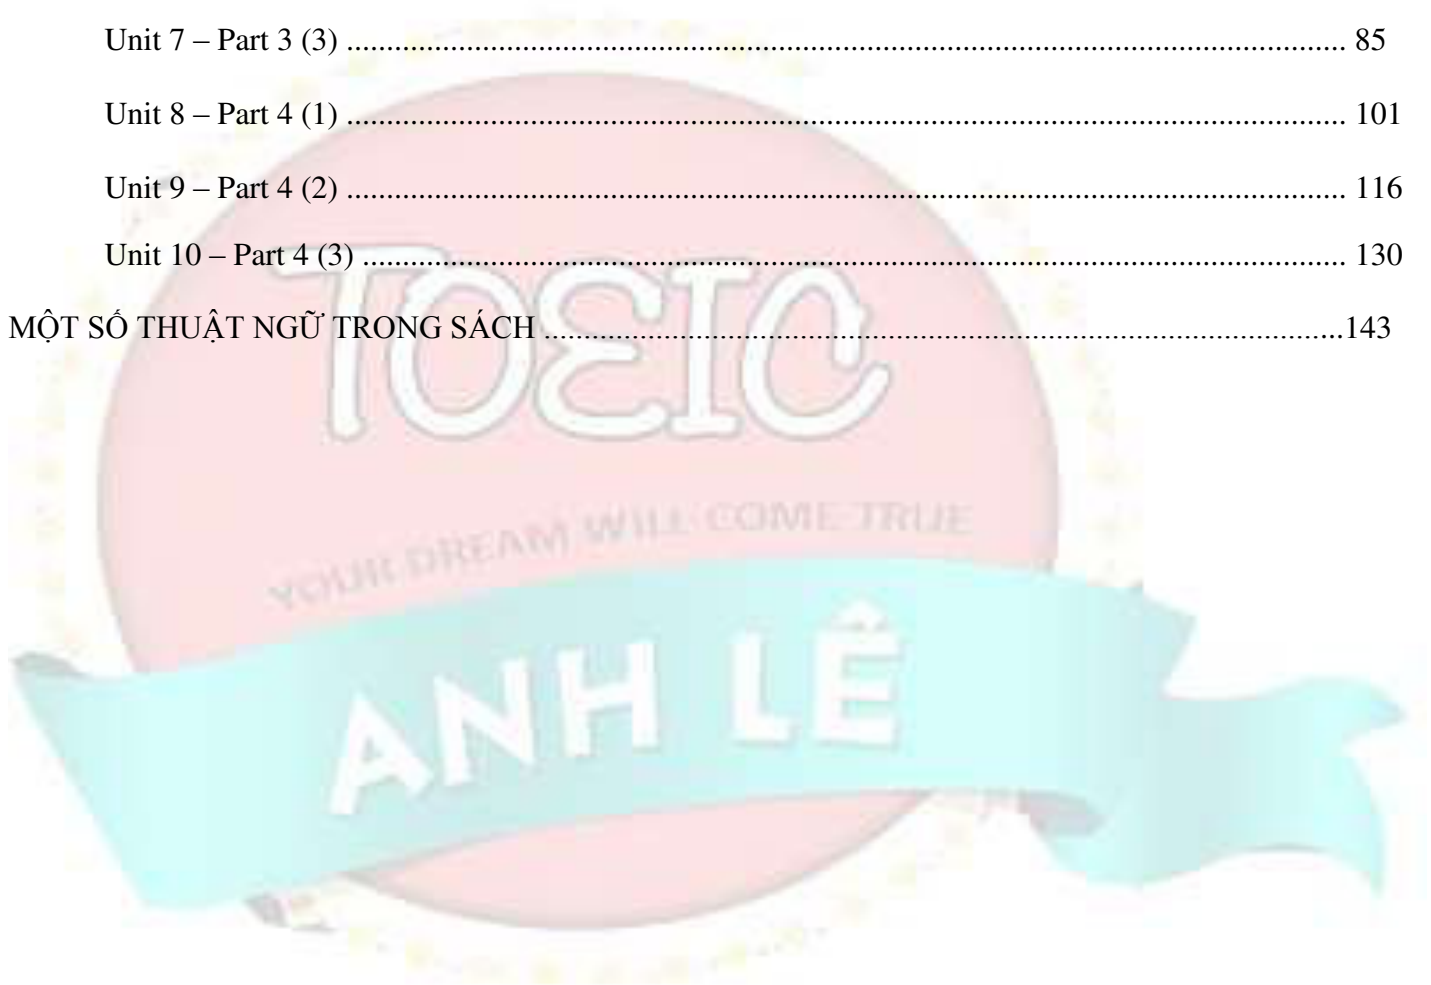 Unit 7 – Part 3 (3) ............................................................................................................................ 85
Unit 8 – Part 4 (1) ............................................................................................................................ 101
Unit 9 – Part 4 (2) ............................................................................................................................ 116
Unit 10 – Part 4 (3) .......................................................................................................................... 130
MỘT SỐ THUẬT NGỮ TRONG SÁCH ....................................................................................................143
TOEIC
YOUR DREAM WILL COME TRUE
ANH LÊ